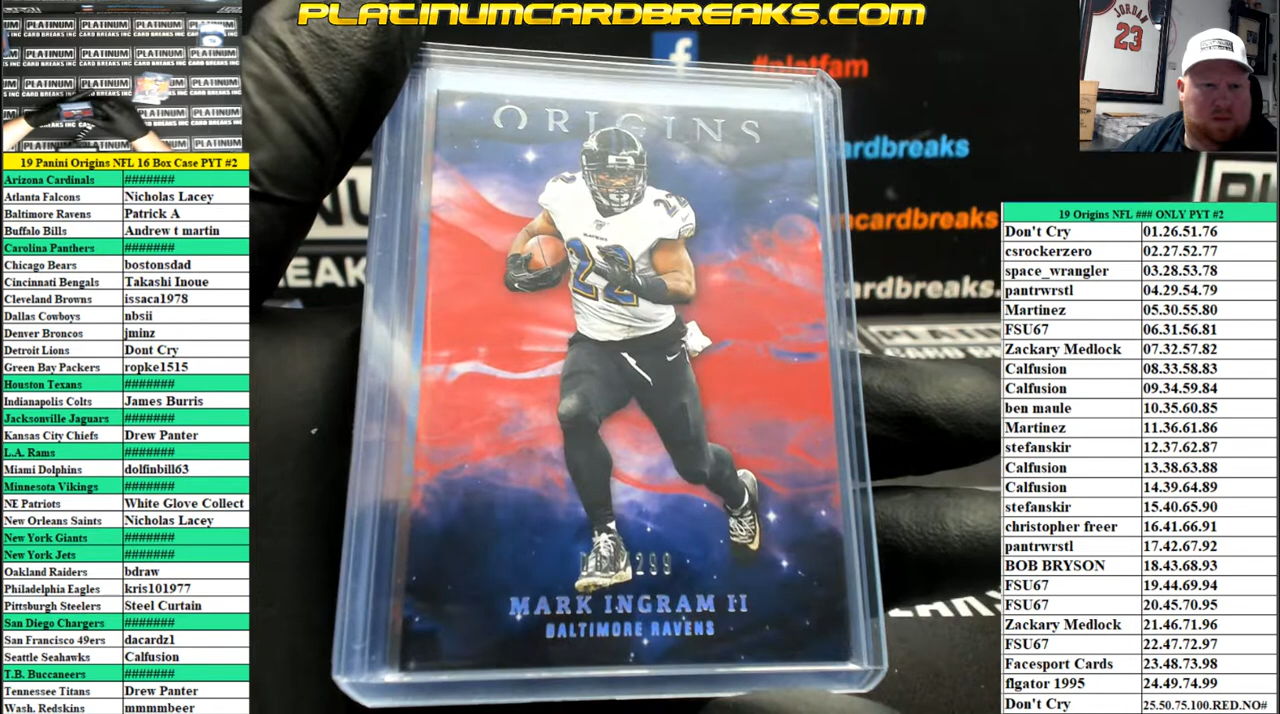 PLATINUMCARDBREAKS.COM
19 Panini Origins NFL 16 Box Case PYT #2
Arizona Cardinals #######
Atlanta Falcons Nicholas Lacey
Baltimore Ravens Patrick A
Buffalo Bills Andrew t martin
Carolina Panthers #######
Chicago Bears bostonsdad
Cincinnati Bengals Takashi Inoue
Cleveland Browns issaca1978
Dallas Cowboys nbsii
Denver Broncos jminz
Detroit Lions Dont Cry
Green Bay Packers ropke1515
Houston Texans #######
Indianapolis Colts James Burris
Jacksonville Jaguars #######
Kansas City Chiefs Drew Panter
L.A. Rams #######
Miami Dolphins dolfinbill63
Minnesota Vikings #######
NE Patriots White Glove Collect
New Orleans Saints Nicholas Lacey
New York Giants #######
New York Jets #######
Oakland Raiders bdraw
Philadelphia Eagles kris101977
Pittsburgh Steelers Steel Curtain
San Diego Chargers #######
San Francisco 49ers dacardz1
Seattle Seahawks Calfusion
T.B. Buccaneers #######
Tennessee Titans Drew Panter
Wash. Redskins mmmmbeer
#platfam
cardbreaks
mcardbreaks
rdbreaks.
ORIGINS
22
22
299
MARK INGRAM II
BALTIMORE RAVENS
JORDAN
23
19 Origins NFL ### ONLY PYT #2
Don't Cry 01.26.51.76
csrockerzero 02.27.52.77
space_wrangler 03.28.53.78
pantrwrstl 04.29.54.79
Martinez 05.30.55.80
FSU67 06.31.56.81
Zackary Medlock 07.32.57.82
Calfusion 08.33.58.83
Calfusion 09.34.59.84
ben maule 10.35.60.85
Martinez 11.36.61.86
stefanskir 12.37.62.87
Calfusion 13.38.63.88
Calfusion 14.39.64.89
stefanskir 15.40.65.90
christopher freer 16.41.66.91
pantrwrstl 17.42.67.92
BOB BRYSON 18.43.68.93
FSU67 19.44.69.94
FSU67 20.45.70.95
Zackary Medlock 21.46.71.96
FSU67 22.47.72.97
Facesport Cards 23.48.73.98
flgator 1995 24.49.74.99
Don't Cry 25.50.75.100.RED.NO#